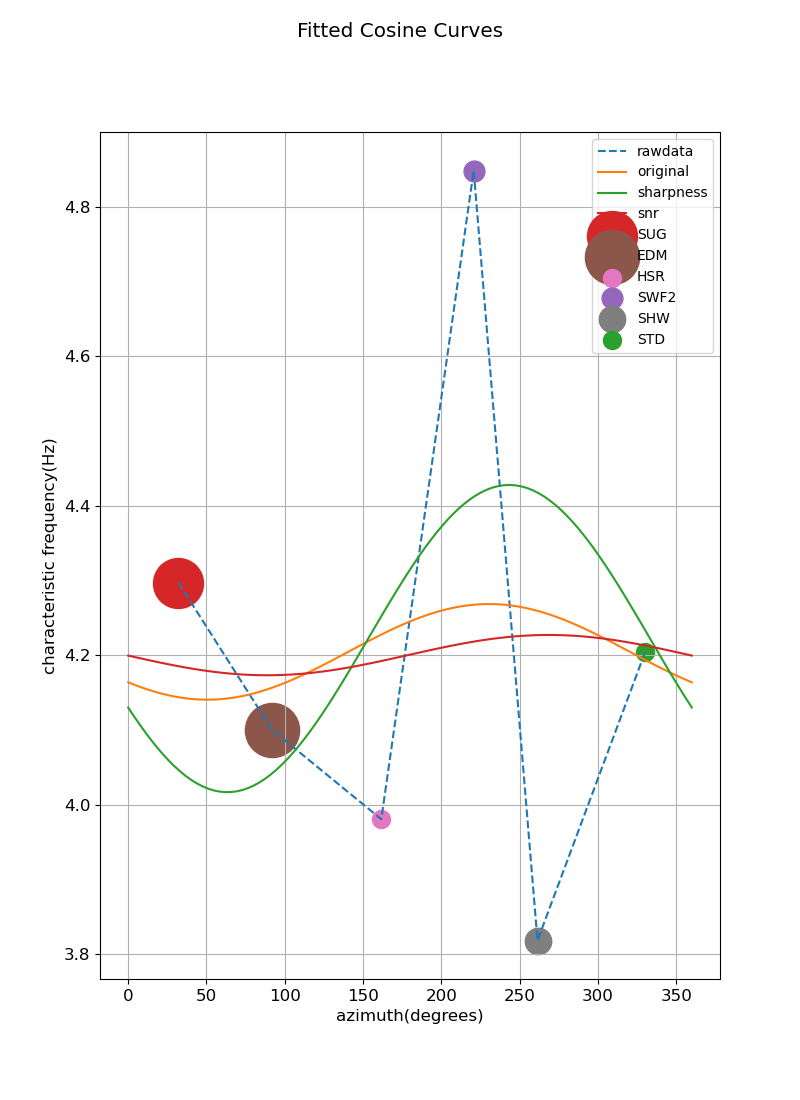 Fitted Cosine Curves
rawdata
original
sharpness
snr
SUG
EDM
HSR
SWF2
SHW
STD
characteristic frequency(Hz)
4.8
4.6
4.4
4.2
4.0
3.8
0 50 100 150 200 250 300 350
azimuth(degrees)